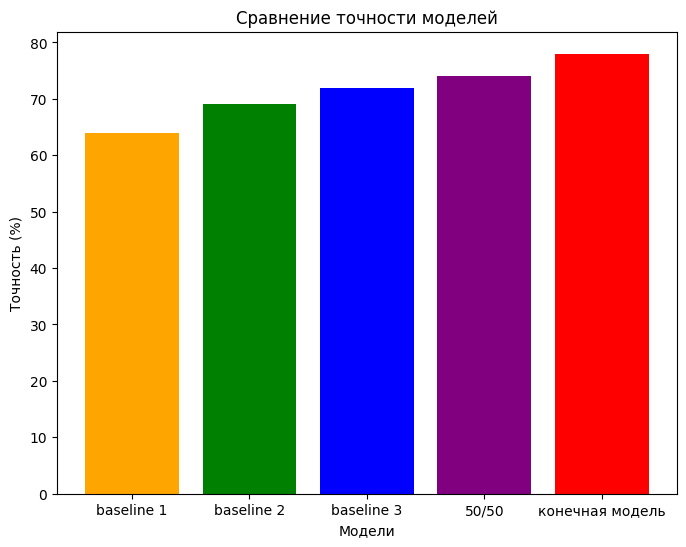 Сравнение точности моделей
Точность (%)
80
70
60
50
40
30
20
10
0
baseline 1 baseline 2 baseline 3 50/50 конечная модель
Модели